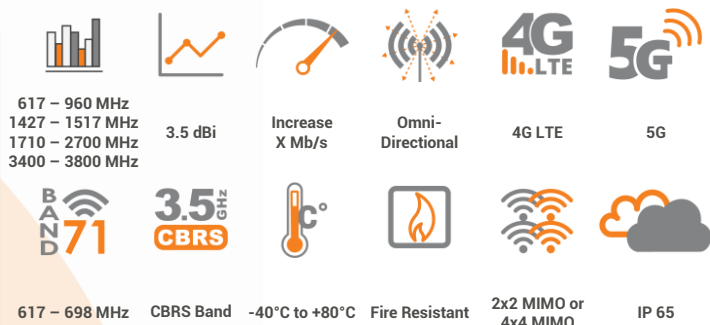 4G
LTE
5G
617 – 960 MHz
1427 – 1517 MHz
1710 – 2700 MHz
3400 – 3800 MHz
3.5 dBi
Increase
X Mb/s
Omni-
Directional
4G LTE
5G
BAND
71
3.5 GHz
CBRS
C°
617 – 698 MHz
CBRS Band
-40°C to +80°C
Fire Resistant
2x2 MIMO or
4x4 MIMO
IP 65